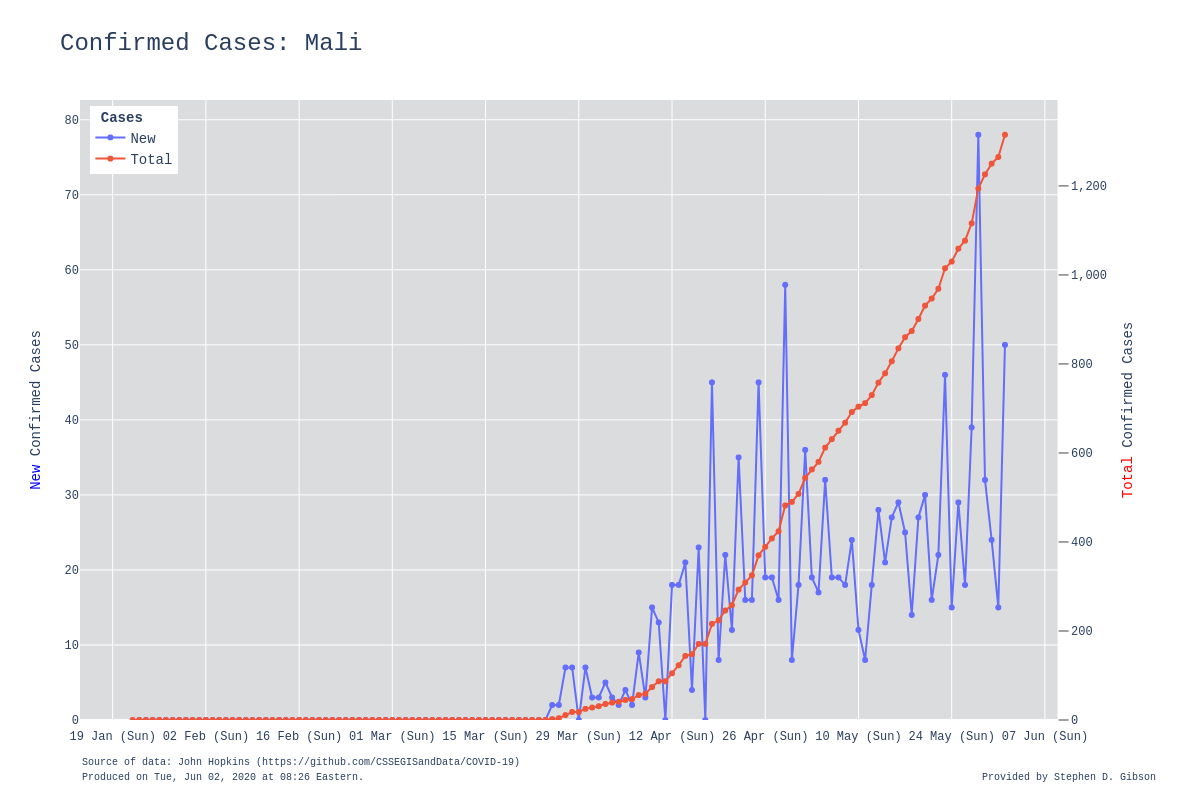 Confirmed Cases: Mali
Cases
New
Total
80
70
60
50
40
30
20
10
0
New Confirmed Cases
1,200
1,000
800
600
400
200
0
Total Confirmed Cases
19 Jan (Sun) 02 Feb (Sun) 16 Feb (Sun) 01 Mar (Sun) 15 Mar (Sun) 29 Mar (Sun) 12 Apr (Sun) 26 Apr (Sun) 10 May (Sun) 24 May (Sun) 07 Jun (Sun)
Source of data: John Hopkins (https://github.com/CSSEGISandData/COVID-19)
Produced on Tue, Jun 02, 2020 at 08:26 Eastern.
Provided by Stephen D. Gibson